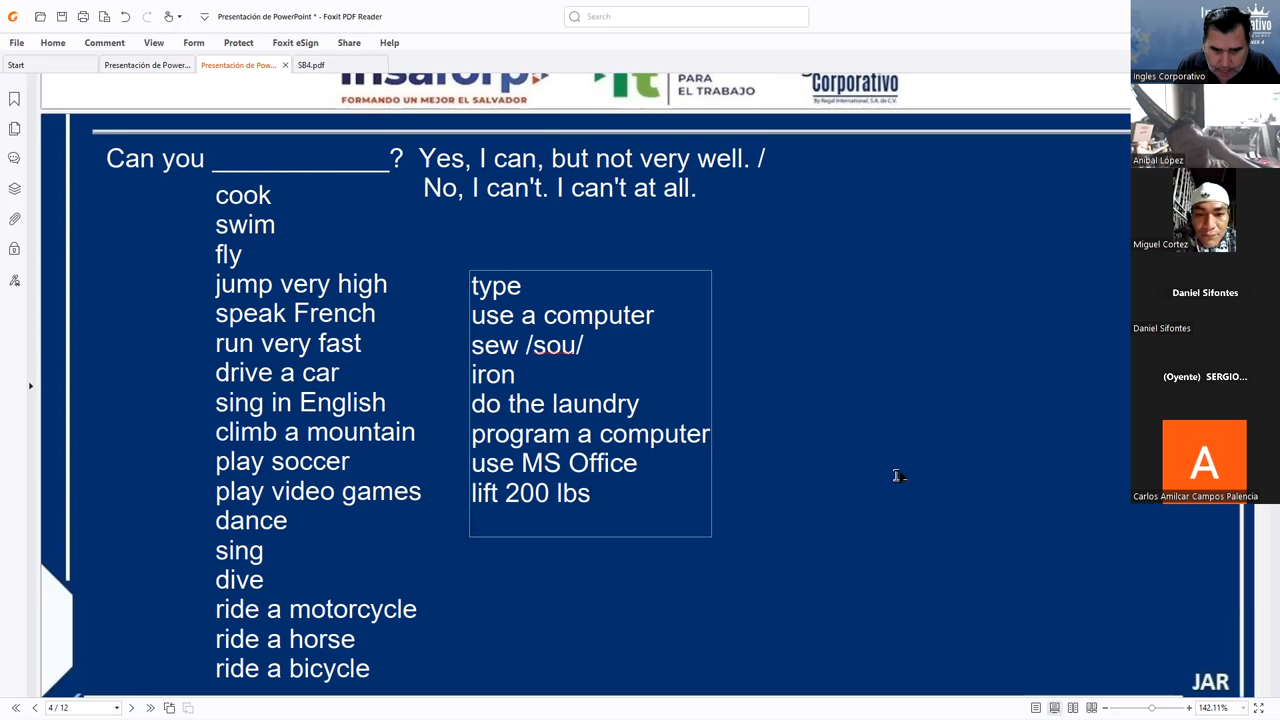 Presentación de PowerPoint * - Foxit PDF Reader
Search
File Home Comment View Form Protect Foxit eSign Share Help
Start
Presentación de Power...
Presentación de Pow...
SB4.pdf
FORMANDO UN MEJOR EL SALVADOR
PARA
EL TRABAJO
Corporativo
By Regal International, S.A. de C.V.
Can you ____________? Yes, I can, but not very well. /
No, I can't. I can't at all.
cook
swim
fly
jump very high
speak French
run very fast
drive a car
sing in English
climb a mountain
play soccer
play video games
dance
sing
dive
ride a motorcycle
ride a horse
ride a bicycle
type
use a computer
sew /sou/
iron
do the laundry
program a computer
use MS Office
lift 200 lbs
JAR
Ingles Corporativo
Anibal López
Miguel Cortez
Daniel Sifontes
Daniel Sifontes
(Oyente) SERGIO...
A
Carlos Amilcar Campos Palencia
4 / 12
142.11%